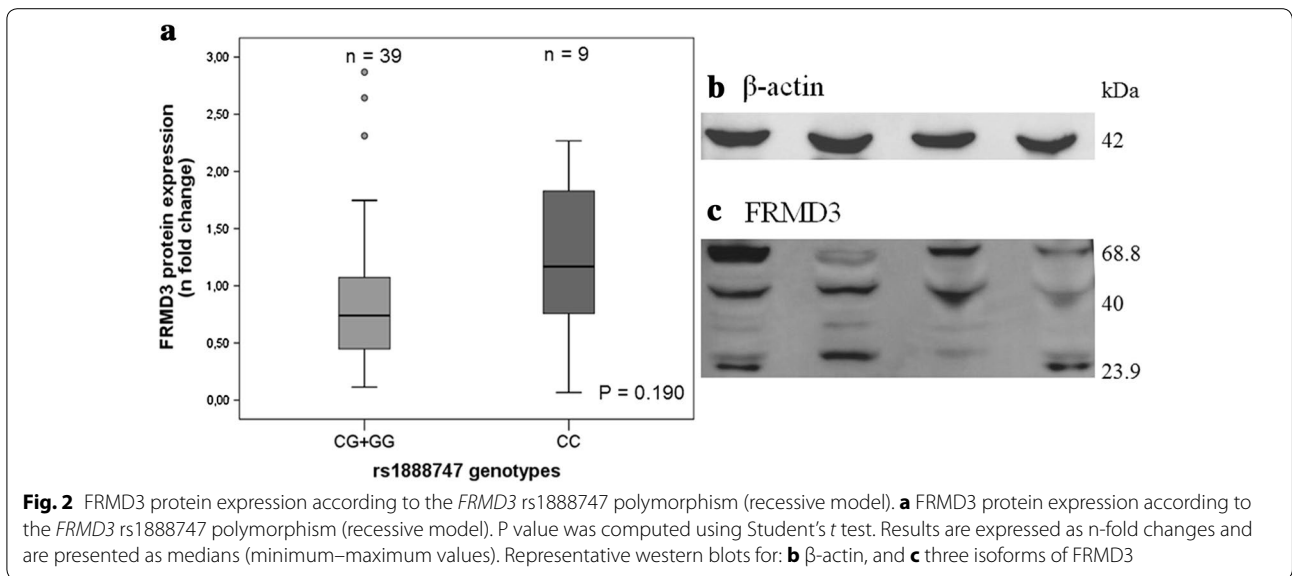 a
3,00
2,50
2,00
1,50
1,00
0,50
0,00
FRMD3 protein expression
(n fold change)
n = 39
n = 9
P = 0.190
CG+GG
CC
rs1888747 genotypes
b β-actin
kDa
42
c FRMD3
68.8
40
23.9
Fig. 2 FRMD3 protein expression according to the FRMD3 rs1888747 polymorphism (recessive model). a FRMD3 protein expression according to
the FRMD3 rs1888747 polymorphism (recessive model). P value was computed using Student’s t test. Results are expressed as n-fold changes and
are presented as medians (minimum–maximum values). Representative western blots for: b β-actin, and c three isoforms of FRMD3